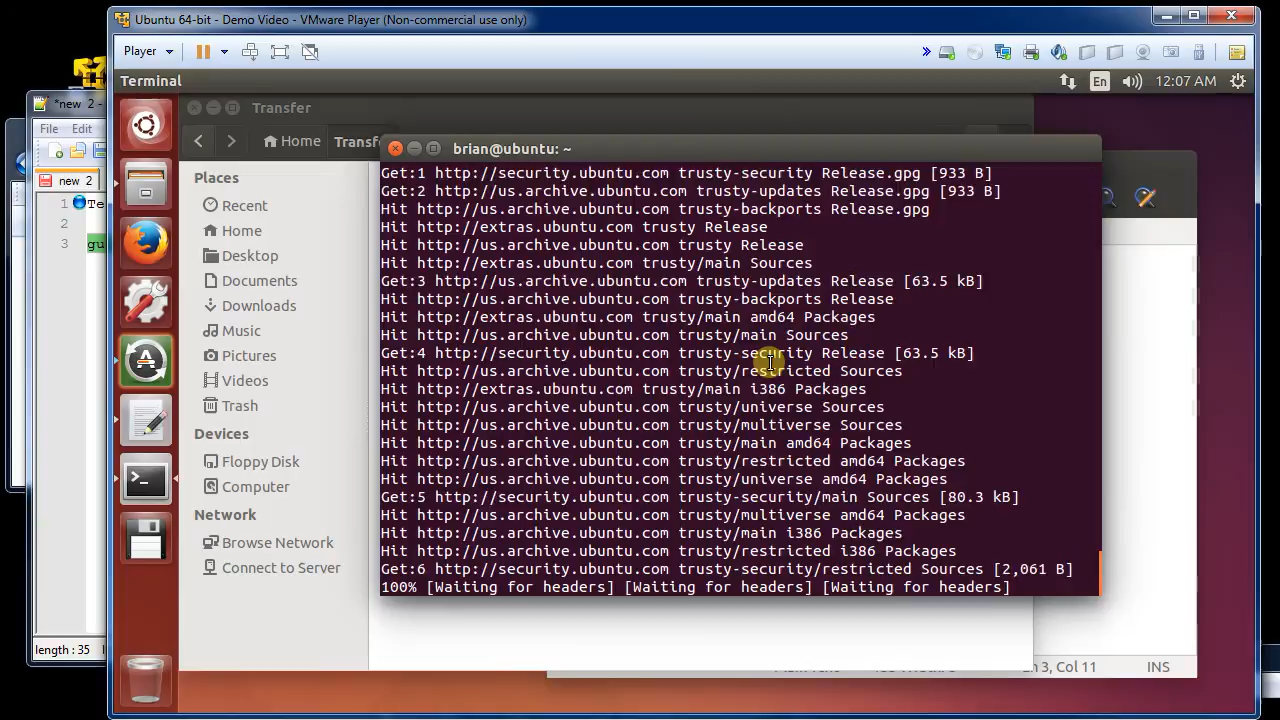 Ubuntu 64-bit - Demo Video - VMware Player (Non-commercial use only)
Player
Terminal
En
12:07 AM
*new 2 -
File Edit
new 2
1 Te
2
3 gu
length : 35
Transfer
Home
Transf
Places
Recent
Home
Desktop
Documents
Downloads
Music
Pictures
Videos
Trash
Devices
Floppy Disk
Computer
Network
Browse Network
Connect to Server
brian@ubuntu: ~
Get:1 http://security.ubuntu.com trusty-security Release.gpg [933 B]
Get:2 http://us.archive.ubuntu.com trusty-updates Release.gpg [933 B]
Hit http://us.archive.ubuntu.com trusty-backports Release.gpg
Hit http://extras.ubuntu.com trusty Release
Hit http://us.archive.ubuntu.com trusty Release
Hit http://extras.ubuntu.com trusty/main Sources
Get:3 http://us.archive.ubuntu.com trusty-updates Release [63.5 kB]
Hit http://us.archive.ubuntu.com trusty-backports Release
Hit http://extras.ubuntu.com trusty/main amd64 Packages
Hit http://us.archive.ubuntu.com trusty/main Sources
Get:4 http://security.ubuntu.com trusty-security Release [63.5 kB]
Hit http://us.archive.ubuntu.com trusty/restricted Sources
Hit http://extras.ubuntu.com trusty/main i386 Packages
Hit http://us.archive.ubuntu.com trusty/universe Sources
Hit http://us.archive.ubuntu.com trusty/multiverse Sources
Hit http://us.archive.ubuntu.com trusty/main amd64 Packages
Hit http://us.archive.ubuntu.com trusty/restricted amd64 Packages
Hit http://us.archive.ubuntu.com trusty/universe amd64 Packages
Get:5 http://security.ubuntu.com trusty-security/main Sources [80.3 kB]
Hit http://us.archive.ubuntu.com trusty/multiverse amd64 Packages
Hit http://us.archive.ubuntu.com trusty/main i386 Packages
Hit http://us.archive.ubuntu.com trusty/restricted i386 Packages
Get:6 http://security.ubuntu.com trusty-security/restricted Sources [2,061 B]
100% [Waiting for headers] [Waiting for headers] [Waiting for headers]
Ln 3, Col 11
INS